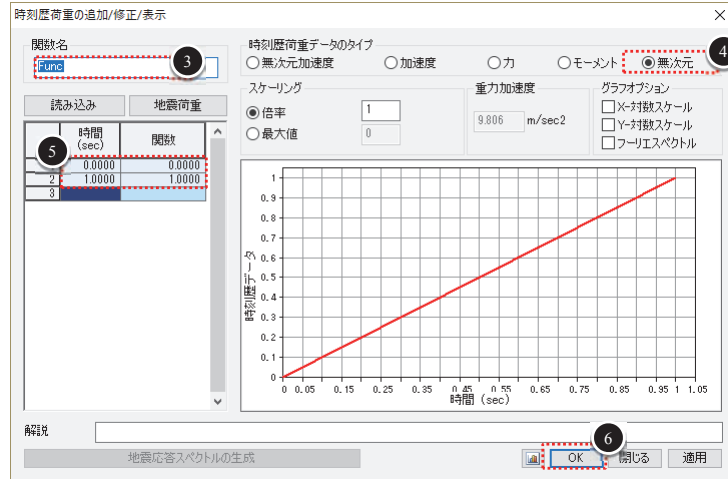 時刻歴荷重の追加/修正/表示
関数名
Func
3
時刻歴荷重データのタイプ
無次元加速度 加速度 力 モーメント 無次元
4
読み込み 地震荷重
スケーリング
倍率 1
最大値 0
重力加速度
9.806 m/sec2
グラフオプション
X-対数スケール
Y-対数スケール
フーリエスペクトル
5
時間 (sec) 関数
0.0000 0.0000
2 1.0000 1.0000
3
時刻歴データ
1
0.9
0.8
0.7
0.6
0.5
0.4
0.3
0.2
0.1
0
0 0.05 0.15 0.25 0.35 0.45 0.55 0.65 0.75 0.85 0.95 1 1.05
時間 (sec)
解説
6
地震応答スペクトルの生成
OK 閉じる 適用